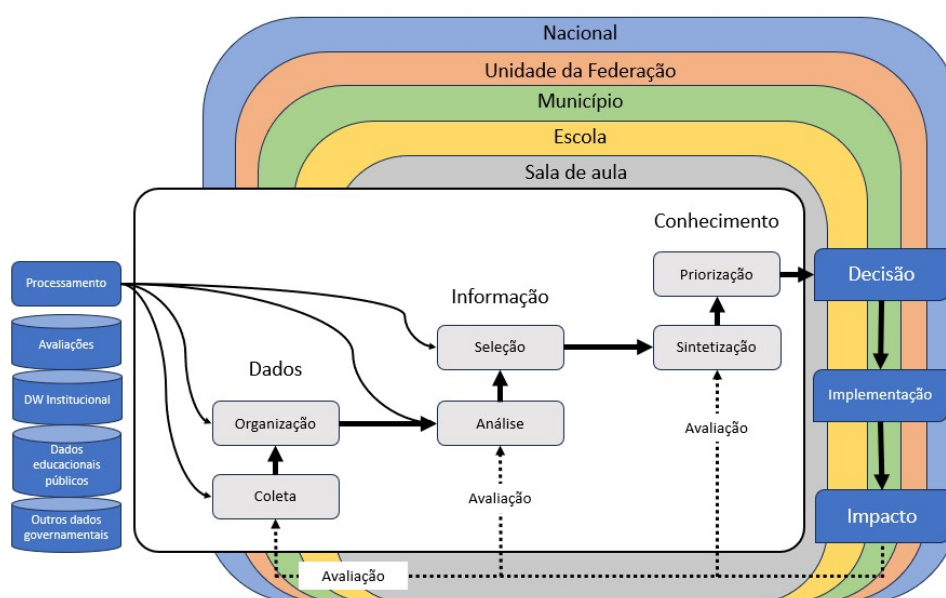 Nacional
Unidade da Federação
Município
Escola
Sala de aula
Conhecimento
Processamento
Priorização
Decisão
Informação
Avaliações
Seleção
Sintetização
Dados
DW Institucional
Implementação
Organização
Análise
Avaliação
Dados
educacionais
públicos
Coleta
Avaliação
Impacto
Outros dados
governamentais
Avaliação